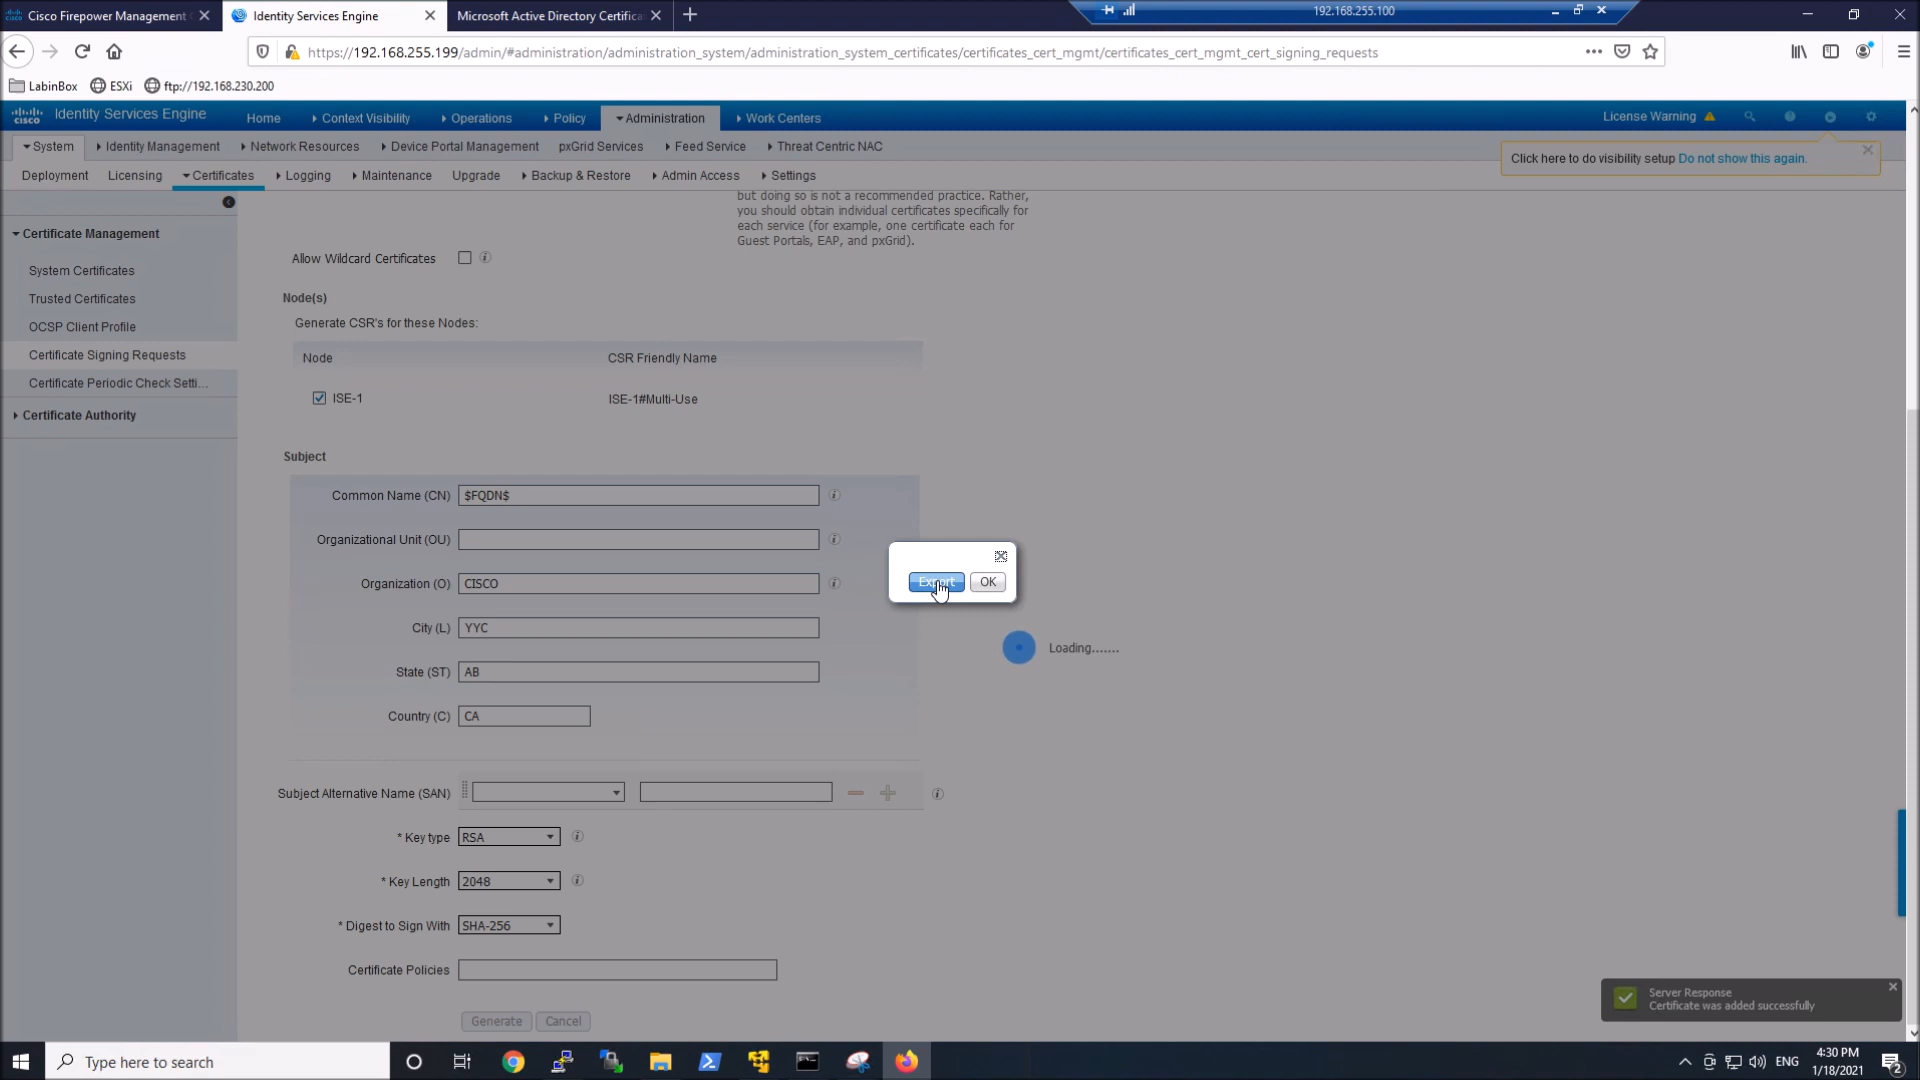 Cisco Firepower Management
Identity Services Engine
Microsoft Active Directory Certifica
192.168.255.100
https://192.168.255.199/admin/#administration/administration_system/administration_system_certificates/certificates_cert_mgmt/certificates_cert_mgmt_cert_signing_requests
LabinBox ESXi ftp://192.168.230.200
cisco Identity Services Engine Home Context Visibility Operations Policy Administration Work Centers License Warning
System Identity Management Network Resources Device Portal Management pxGrid Services Feed Service Threat Centric NAC
Click here to do visibility setup Do not show this again.
Deployment Licensing Certificates Logging Maintenance Upgrade Backup & Restore Admin Access Settings
Certificate Management
System Certificates
Trusted Certificates
OCSP Client Profile
Certificate Signing Requests
Certificate Periodic Check Setti...
Certificate Authority
but doing so is not a recommended practice. Rather,
you should obtain individual certificates specifically for
each service (for example, one certificate each for
Guest Portals, EAP, and pxGrid).
Allow Wildcard Certificates
Node(s)
Generate CSR's for these Nodes:
Node CSR Friendly Name
ISE-1 ISE-1#Multi-Use
Subject
Common Name (CN) $FQDN$
Organizational Unit (OU)
Organization (O) CISCO
City (L) YYC
State (ST) AB
Country (C) CA
Export OK
Loading.......
Subject Alternative Name (SAN)
* Key type RSA
* Key Length 2048
* Digest to Sign With SHA-256
Certificate Policies
Generate Cancel
Server Response
Certificate was added successfully
Type here to search
ENG
4:30 PM
1/18/2021
2